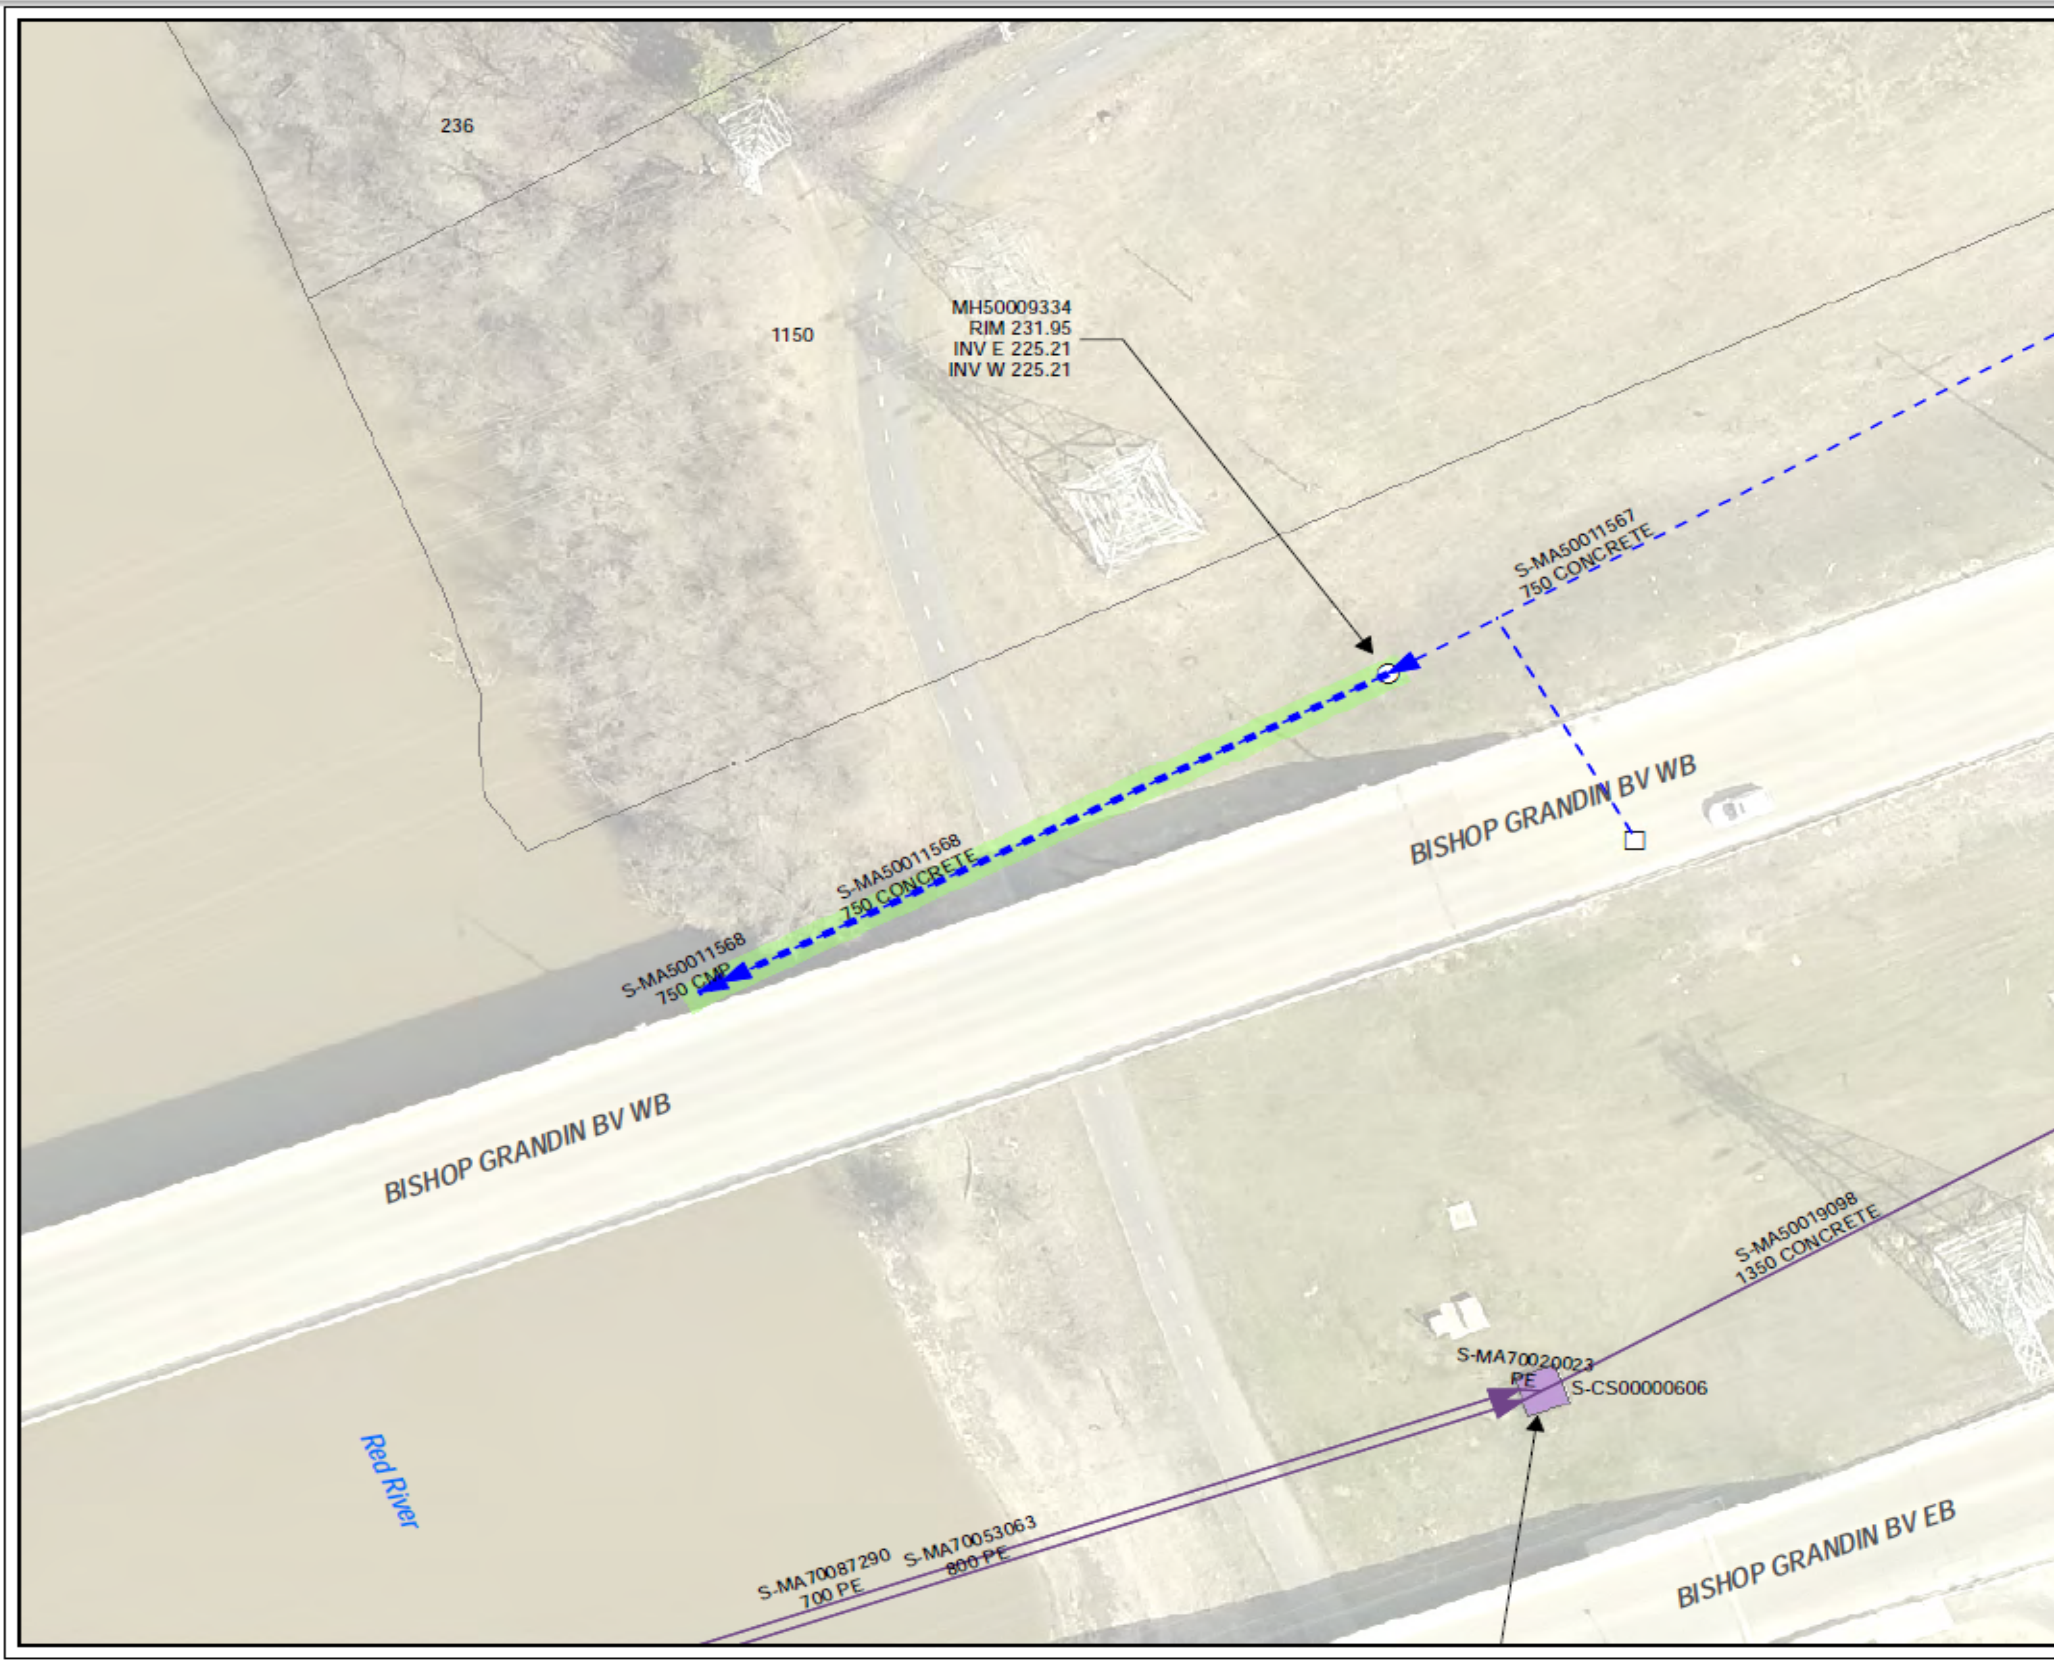 236
MH50009334
RIM 231.95
INV E 225.21
INV W 225.21
1150
S-MA50011567
750 CONCRETE
BISHOP GRANDIN BV WB
S-MA50011568
750 CONCRETE
S-MA50011568
750 CMP
BISHOP GRANDIN BV WB
S-MA50019098
1350 CONCRETE
S-MA70020023
PE
S-CS00000606
Red River
S-MA70053063
800 PE
S-MA70087290
700 PE
BISHOP GRANDIN BV EB